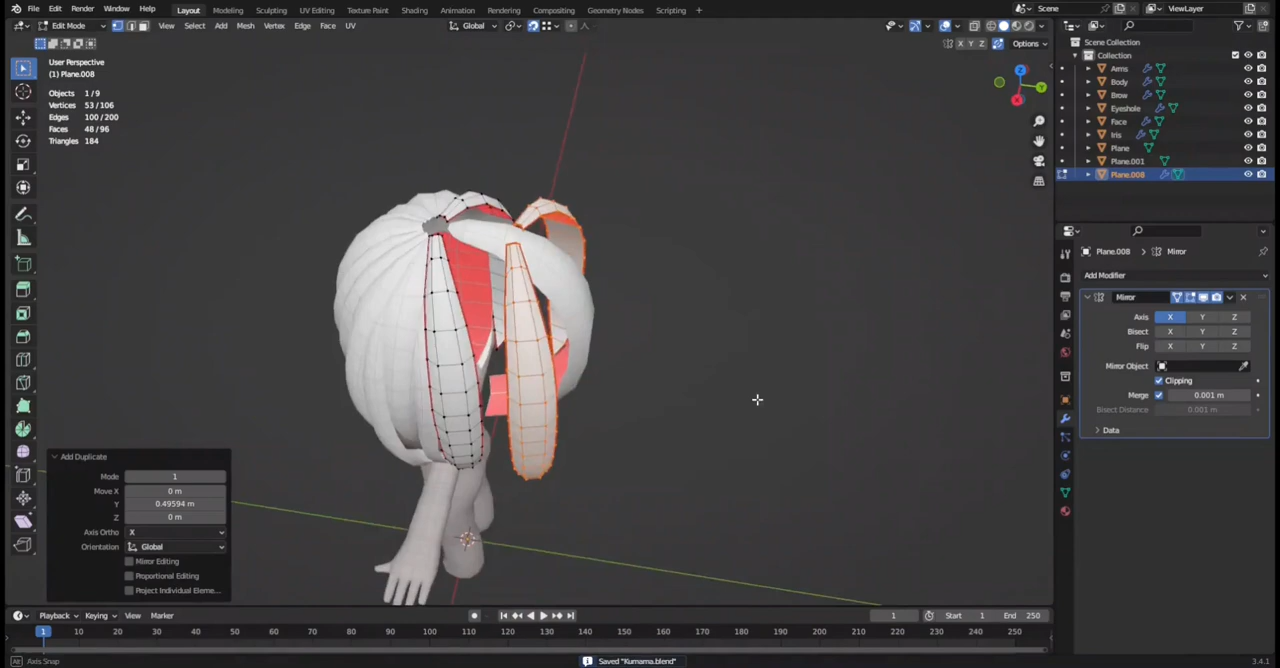 File Edit Render Window Help Layout Modeling Sculpting UV Editing Texture Paint Shading Animation Rendering Compositing Geometry Nodes Scripting + Scene ViewLayer
Edit Mode View Select Add Mesh Vertex Edge Face UV Global
X Y Z Options
User Perspective
(1) Plane.008
Objects 1/9
Vertices 53/106
Edges 100/200
Faces 48/96
Triangles 184
Z
Y
X
Scene Collection
Collection
Arms
Body
Brow
Eyeshole
Face
Iris
Plane
Plane.001
Plane.008
Plane.008 > Mirror
Add Modifier
Mirror
Axis X Y Z
Bisect X Y Z
Flip X Y Z
Mirror Object
Clipping
Merge 0.001 m
Bisect Distance 0.001 m
Data
Add Duplicate
Mode 1
Move X 0 m
Y 0.49594 m
Z 0 m
Axis Ortho X
Orientation Global
Mirror Editing
Proportional Editing
Project Individual Eleme...
Playback Keying View Marker 1 Start 1 End 250
1 10 20 30 40 50 60 70 80 90 100 110 120 130 140 150 160 170 180 190 200 210 220 230 240 250
Alt Axis Snap Saved "Kumama.blend" 3.4.1